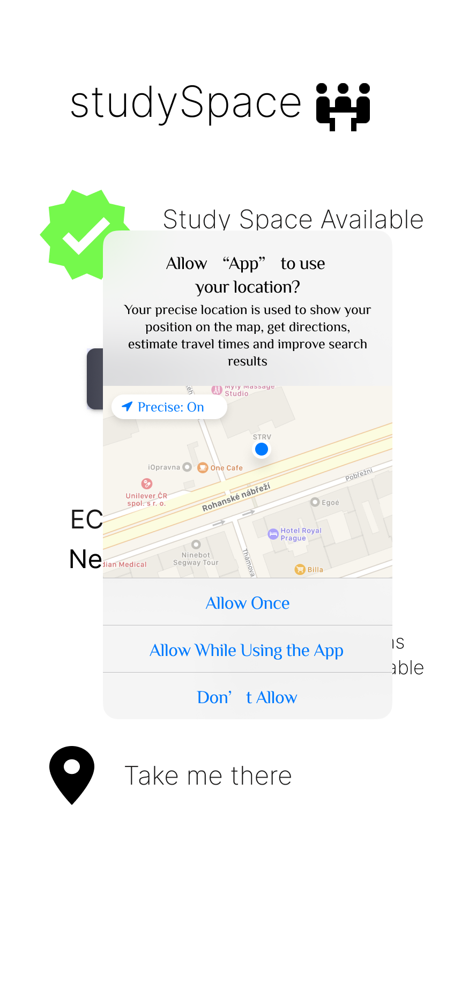 studySpace
Study Space Available
Allow “App” to use
your location?
Your precise location is used to show your
position on the map, get directions,
estimate travel times and improve search
results
Myly Massage
Studio
Precise: On
STRV
iOpravna
One Cafe
Pobřežní
Unilever ČR
spol. s r. o.
Rohanské nábřeží
Egoé
EC
Hotel Royal
Prague
Ne
Ninebot
Segway Tour
Thámova
dian Medical
Billa
Allow Once
Allow While Using the App
Don’ t Allow
Take me there